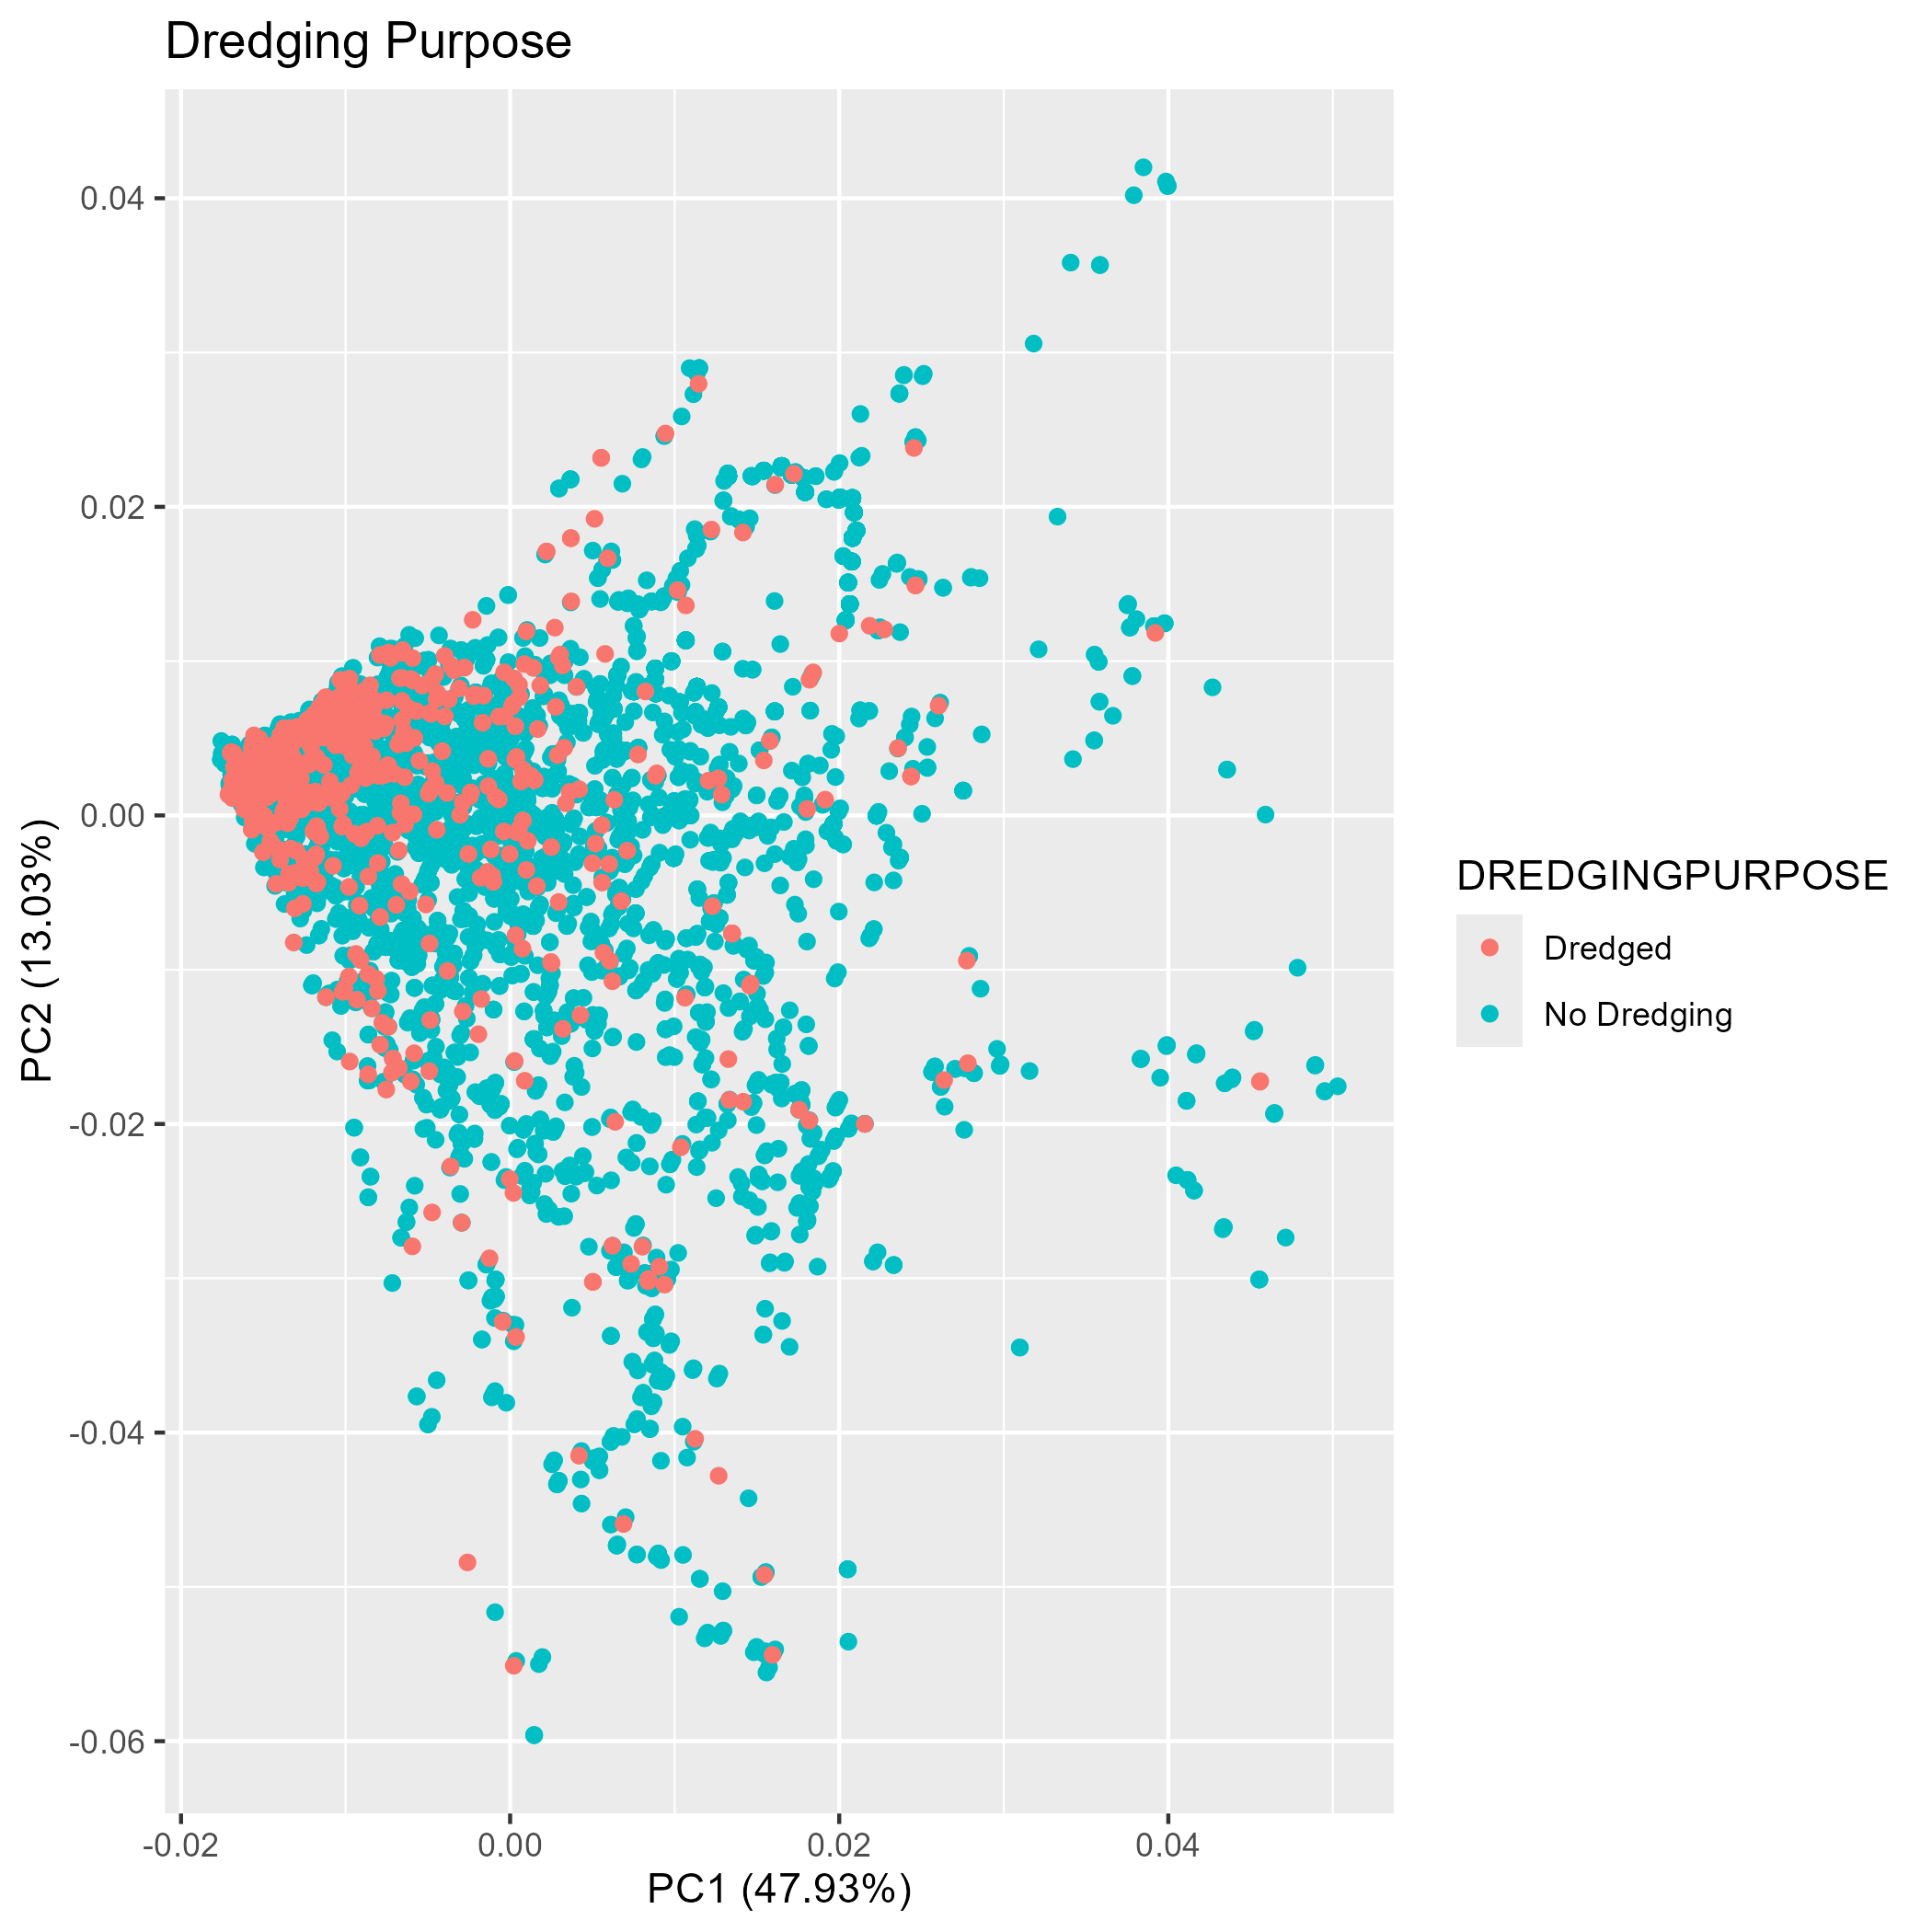 Dredging Purpose
0.04
0.02
0.00
-0.02
-0.04
-0.06
PC2 (13.03%)
-0.02
0.00
0.02
0.04
PC1 (47.93%)
DREDGINGPURPOSE
Dredged
No Dredging